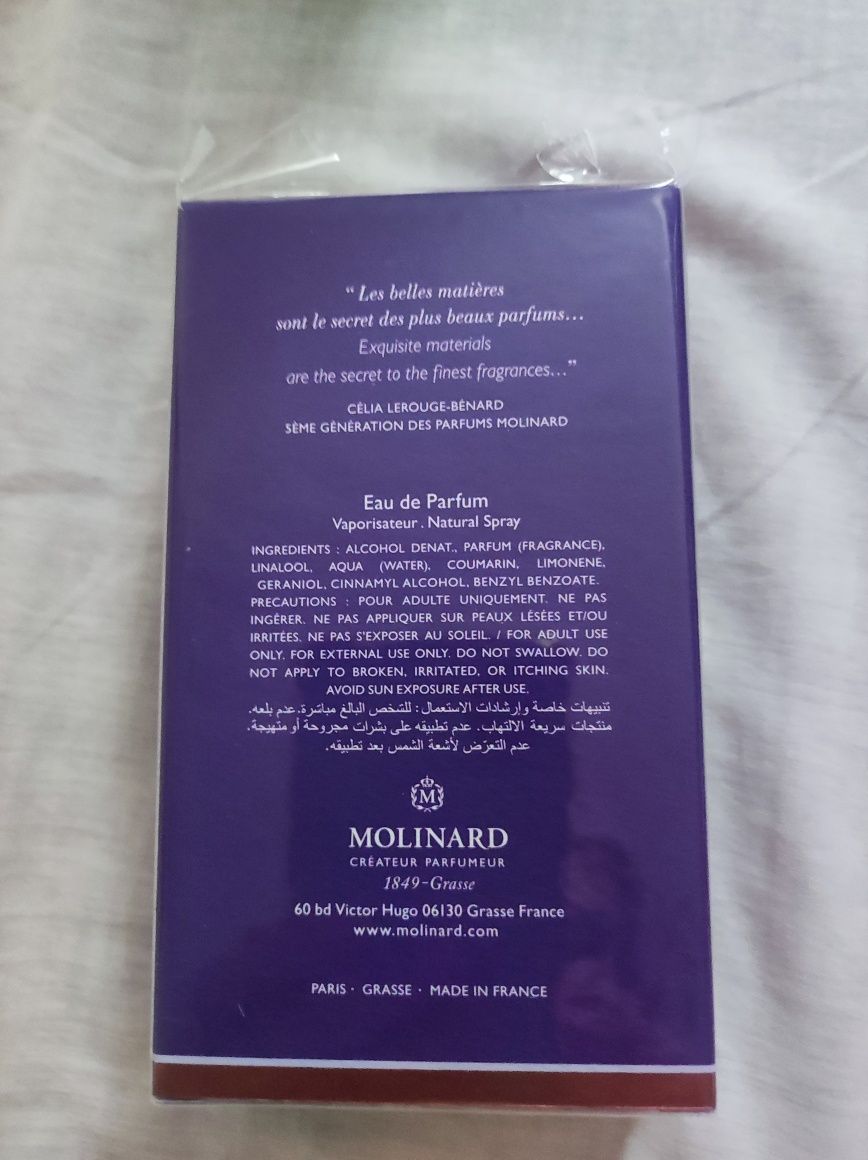 “ Les belles matières
sont le secret des plus beaux parfums...
Exquisite materials
are the secret to the finest fragrances...”
CÉLIA LEROUGE-BÉNARD
5ÈME GÉNÉRATION DES PARFUMS MOLINARD
Eau de Parfum
Vaporisateur . Natural Spray
INGREDIENTS : ALCOHOL DENAT., PARFUM (FRAGRANCE),
LINALOOL, AQUA (WATER), COUMARIN, LIMONENE,
GERANIOL, CINNAMYL ALCOHOL, BENZYL BENZOATE.
PRECAUTIONS : POUR ADULTE UNIQUEMENT. NE PAS
INGÉRER. NE PAS APPLIQUER SUR PEAUX LÉSÉES ET/OU
IRRITÉES. NE PAS S'EXPOSER AU SOLEIL. / FOR ADULT USE
ONLY. FOR EXTERNAL USE ONLY. DO NOT SWALLOW. DO
NOT APPLY TO BROKEN, IRRITATED, OR ITCHING SKIN.
AVOID SUN EXPOSURE AFTER USE.
تنبيهات خاصة وإرشادات الاستعمال: للشخص البالغ مباشرة. عدم بلعه.
منتجات سريعة الالتهاب. عدم تطبيقه على بشرات مجروحة أو متهيجة.
عدم التعرّض لأشعة الشمس بعد تطبيقه.
M
MOLINARD
CRÉATEUR PARFUMEUR
1849-Grasse
60 bd Victor Hugo 06130 Grasse France
www.molinard.com
PARIS · GRASSE · MADE IN FRANCE